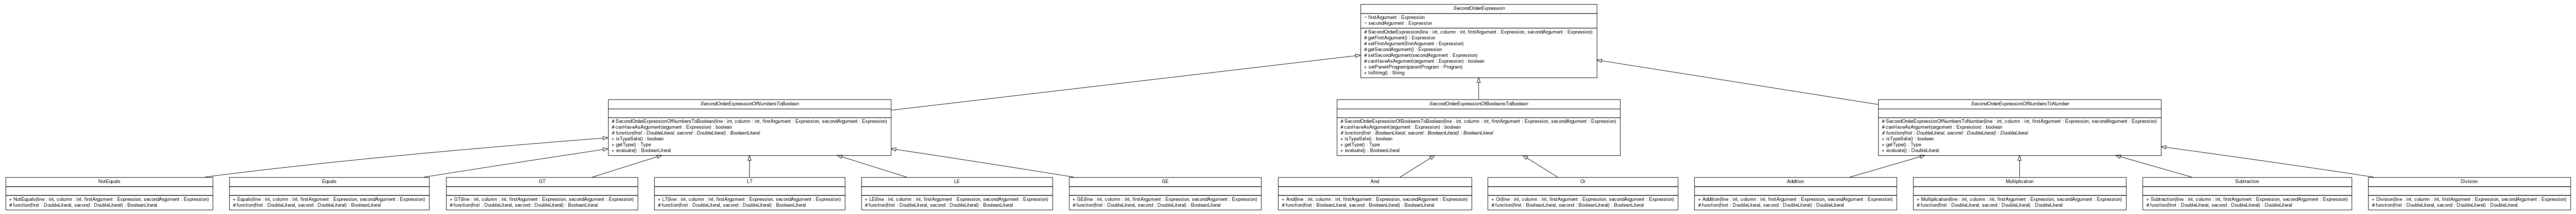 SecondOrderExpression
− firstArgument : Expression
− secondArgument : Expression
# SecondOrderExpression(line : int, column : int, firstArgument : Expression, secondArgument : Expression)
# getFirstArgument() : Expression
# setFirstArgument(firstArgument : Expression)
# getSecondArgument() : Expression
# setSecondArgument(secondArgument : Expression)
# canHaveAsArgument(argument : Expression) : boolean
+ setParentProgram(parentProgram : Program)
+ toString() : String
SecondOrderExpressionOfNumbersToBoolean
# SecondOrderExpressionOfNumbersToBoolean(line : int, column : int, firstArgument : Expression, secondArgument : Expression)
# canHaveAsArgument(argument : Expression) : boolean
# function(first : DoubleLiteral, second : DoubleLiteral) : BooleanLiteral
+ isTypeSafe() : boolean
+ getType() : Type
+ evaluate() : BooleanLiteral
SecondOrderExpressionOfBooleansToBoolean
# SecondOrderExpressionOfBooleansToBoolean(line : int, column : int, firstArgument : Expression, secondArgument : Expression)
# canHaveAsArgument(argument : Expression) : boolean
# function(first : BooleanLiteral, second : BooleanLiteral) : BooleanLiteral
+ isTypeSafe() : boolean
+ getType() : Type
+ evaluate() : BooleanLiteral
SecondOrderExpressionOfNumbersToNumber
# SecondOrderExpressionOfNumbersToNumber(line : int, column : int, firstArgument : Expression, secondArgument : Expression)
# canHaveAsArgument(argument : Expression) : boolean
# function(first : DoubleLiteral, second : DoubleLiteral) : DoubleLiteral
+ isTypeSafe() : boolean
+ getType() : Type
+ evaluate() : DoubleLiteral
NotEquals
+ NotEquals(line : int, column : int, firstArgument : Expression, secondArgument : Expression)
# function(first : DoubleLiteral, second : DoubleLiteral) : BooleanLiteral
Equals
+ Equals(line : int, column : int, firstArgument : Expression, secondArgument : Expression)
# function(first : DoubleLiteral, second : DoubleLiteral) : BooleanLiteral
GT
+ GT(line : int, column : int, firstArgument : Expression, secondArgument : Expression)
# function(first : DoubleLiteral, second : DoubleLiteral) : BooleanLiteral
LT
+ LT(line : int, column : int, firstArgument : Expression, secondArgument : Expression)
# function(first : DoubleLiteral, second : DoubleLiteral) : BooleanLiteral
LE
+ LE(line : int, column : int, firstArgument : Expression, secondArgument : Expression)
# function(first : DoubleLiteral, second : DoubleLiteral) : BooleanLiteral
GE
+ GE(line : int, column : int, firstArgument : Expression, secondArgument : Expression)
# function(first : DoubleLiteral, second : DoubleLiteral) : BooleanLiteral
And
+ And(line : int, column : int, firstArgument : Expression, secondArgument : Expression)
# function(first : BooleanLiteral, second : BooleanLiteral) : BooleanLiteral
Or
+ Or(line : int, column : int, firstArgument : Expression, secondArgument : Expression)
# function(first : BooleanLiteral, second : BooleanLiteral) : BooleanLiteral
Addition
+ Addition(line : int, column : int, firstArgument : Expression, secondArgument : Expression)
# function(first : DoubleLiteral, second : DoubleLiteral) : DoubleLiteral
Multiplication
+ Multiplication(line : int, column : int, firstArgument : Expression, secondArgument : Expression)
# function(first : DoubleLiteral, second : DoubleLiteral) : DoubleLiteral
Subtraction
+ Subtraction(line : int, column : int, firstArgument : Expression, secondArgument : Expression)
# function(first : DoubleLiteral, second : DoubleLiteral) : DoubleLiteral
Division
+ Division(line : int, column : int, firstArgument : Expression, secondArgument : Expression)
# function(first : DoubleLiteral, second : DoubleLiteral) : DoubleLiteral